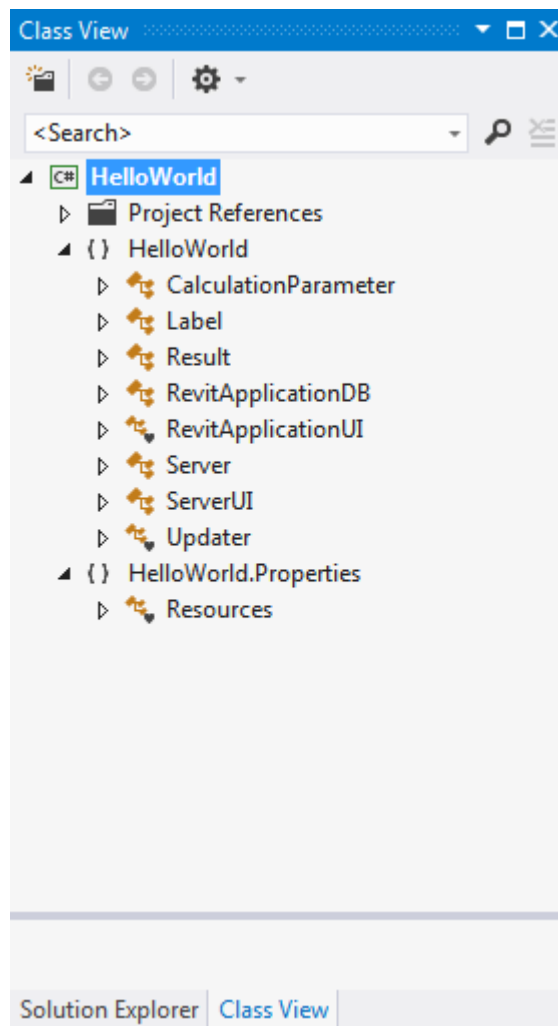 Class View
<Search>
C# HelloWorld
Project References
{ } HelloWorld
CalculationParameter
Label
Result
RevitApplicationDB
RevitApplicationUI
Server
ServerUI
Updater
{ } HelloWorld.Properties
Resources
Solution Explorer Class View